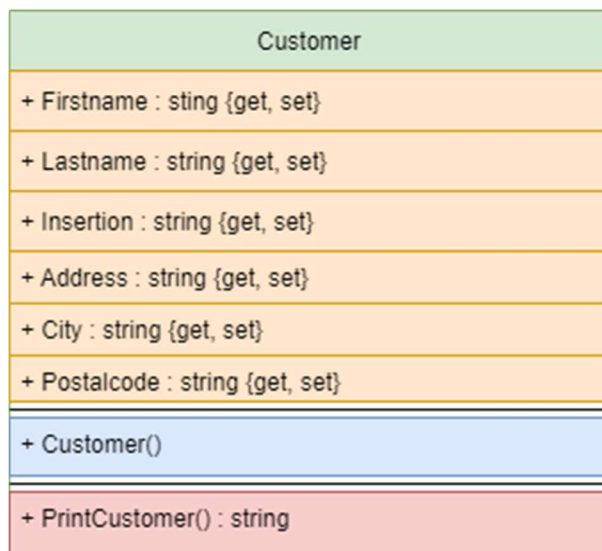 Customer
+ Firstname : sting {get, set}
+ Lastname : string {get, set}
+ Insertion : string {get, set}
+ Address : string {get, set}
+ City : string {get, set}
+ Postalcode : string {get, set}
+ Customer()
+ PrintCustomer() : string